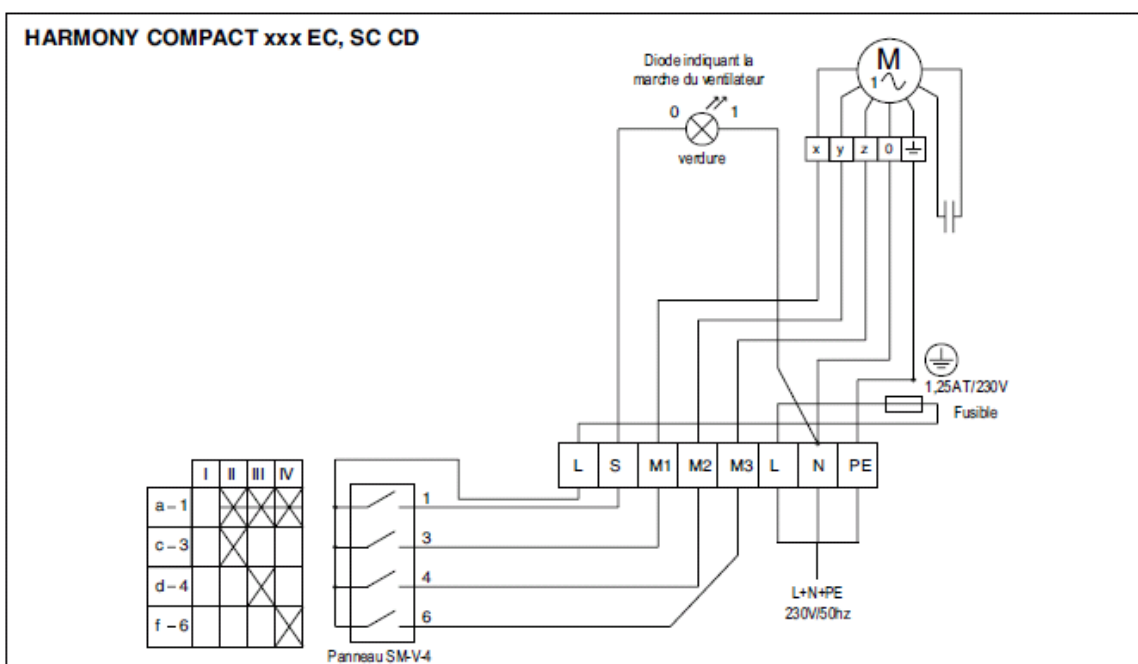 HARMONY COMPACT xxx EC, SC CD
Diode indiquant la
marche du ventilateur
0 1
verdure
M
1
x y z 0
1,25AT/230V
Fusible
L S M1 M2 M3 L N PE
I II III IV
a – 1
c – 3
d – 4
f – 6
1
3
4
6
Panneau SM-V-4
L+N+PE
230V/50hz